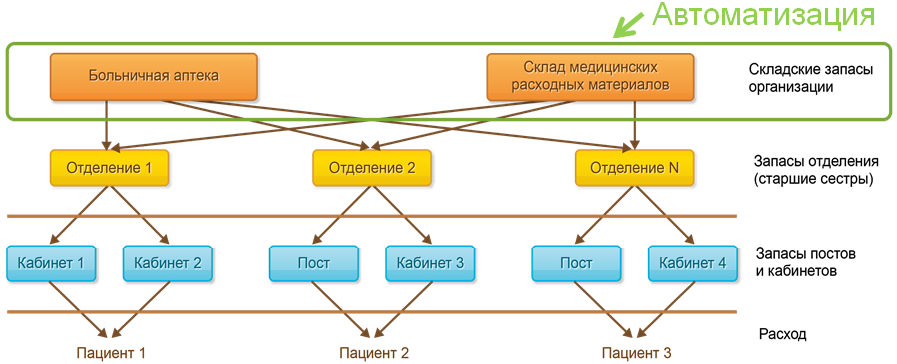 Автоматизация
Больничная аптека
Склад медицинских
расходных материалов
Складские запасы
организации
Отделение 1
Отделение 2
Отделение N
Запасы отделения
(старшие сестры)
Кабинет 1
Кабинет 2
Пост
Кабинет 3
Пост
Кабинет 4
Запасы постов
и кабинетов
Пациент 1
Пациент 2
Пациент 3
Расход